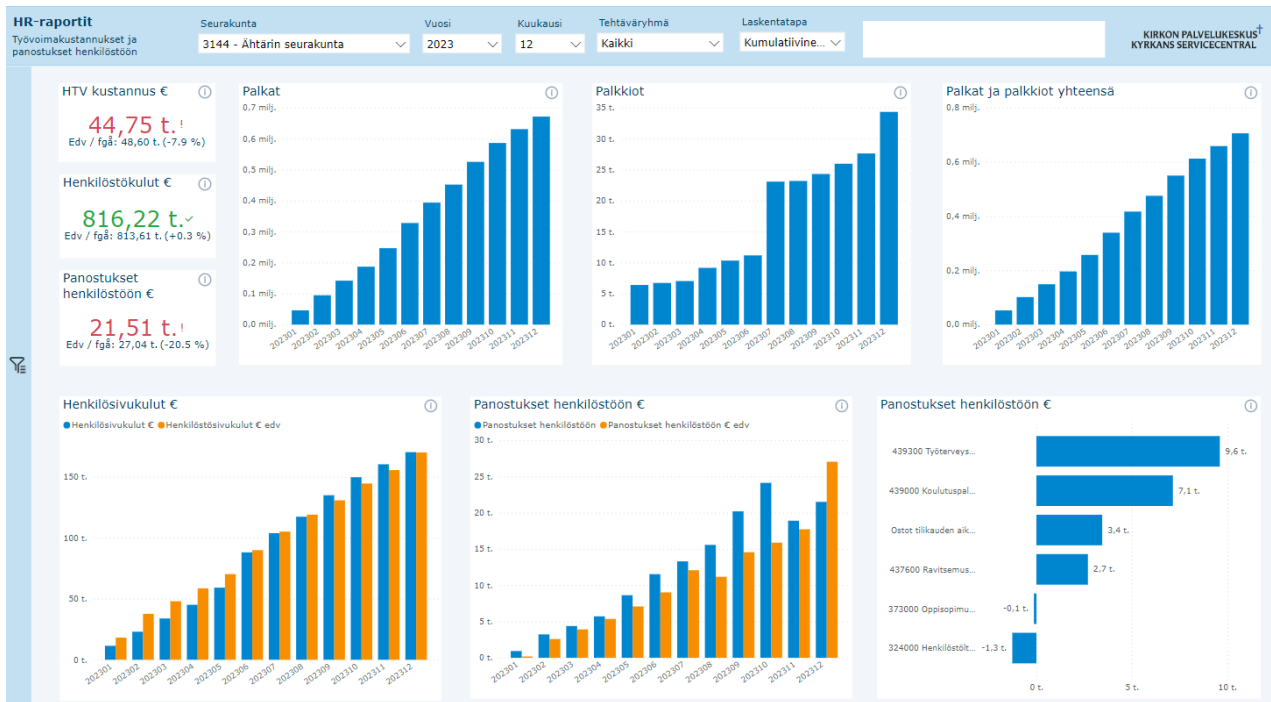 HR-raportit
Työvoimakustannukset ja
panostukset henkilöstöön
Seurakunta
3144 - Ähtärin seurakunta
Vuosi
2023
Kuukausi
12
Tehtäväryhmä
Kaikki
Laskentatapa
Kumulatiivine...
KIRKON PALVELUKESKUS
KYRKANS SERVICECENTRAL
HTV kustannus €
44,75 t.!
Edv / fgå: 48,60 t. (-7.9 %)
Henkilöstökulut €
816,22 t.
Edv / fgå: 813,61 t. (+0.3 %)
Panostukset
henkilöstöön €
21,51 t.!
Edv / fgå: 27,04 t. (-20.5 %)
Palkat
0,7 milj.
0,6 milj.
0,5 milj.
0,4 milj.
0,3 milj.
0,2 milj.
0,1 milj.
0,0 milj.
202301 202302 202303 202304 202305 202306 202307 202308 202309 202310 202311 202312
Palkkiot
35 t.
30 t.
25 t.
20 t.
15 t.
10 t.
5 t.
0 t.
202301 202302 202303 202304 202305 202306 202307 202308 202309 202310 202311 202312
Palkat ja palkkiot yhteensä
0,8 milj.
0,6 milj.
0,4 milj.
0,2 milj.
0,0 milj.
202301 202302 202303 202304 202305 202306 202307 202308 202309 202310 202311 202312
Henkilösivukulut €
Henkilösivukulut € Henkilöstösivukulut € edv
150 t.
100 t.
50 t.
0 t.
202301 202302 202303 202304 202305 202306 202307 202308 202309 202310 202311 202312
Panostukset henkilöstöön €
Panostukset henkilöstöön Panostukset henkilöstöön € edv
30 t.
25 t.
20 t.
15 t.
10 t.
5 t.
0 t.
202301 202302 202303 202304 202305 202306 202307 202308 202309 202310 202311 202312
Panostukset henkilöstöön €
439300 Työterveys... 9,6 t.
439000 Koulutuspal... 7,1 t.
Ostot tilikauden aik... 3,4 t.
437600 Ravitsemus... 2,7 t.
373000 Oppisopimu... -0,1 t.
324000 Henkilöstölt... -1,3 t.
0 t. 5 t. 10 t.